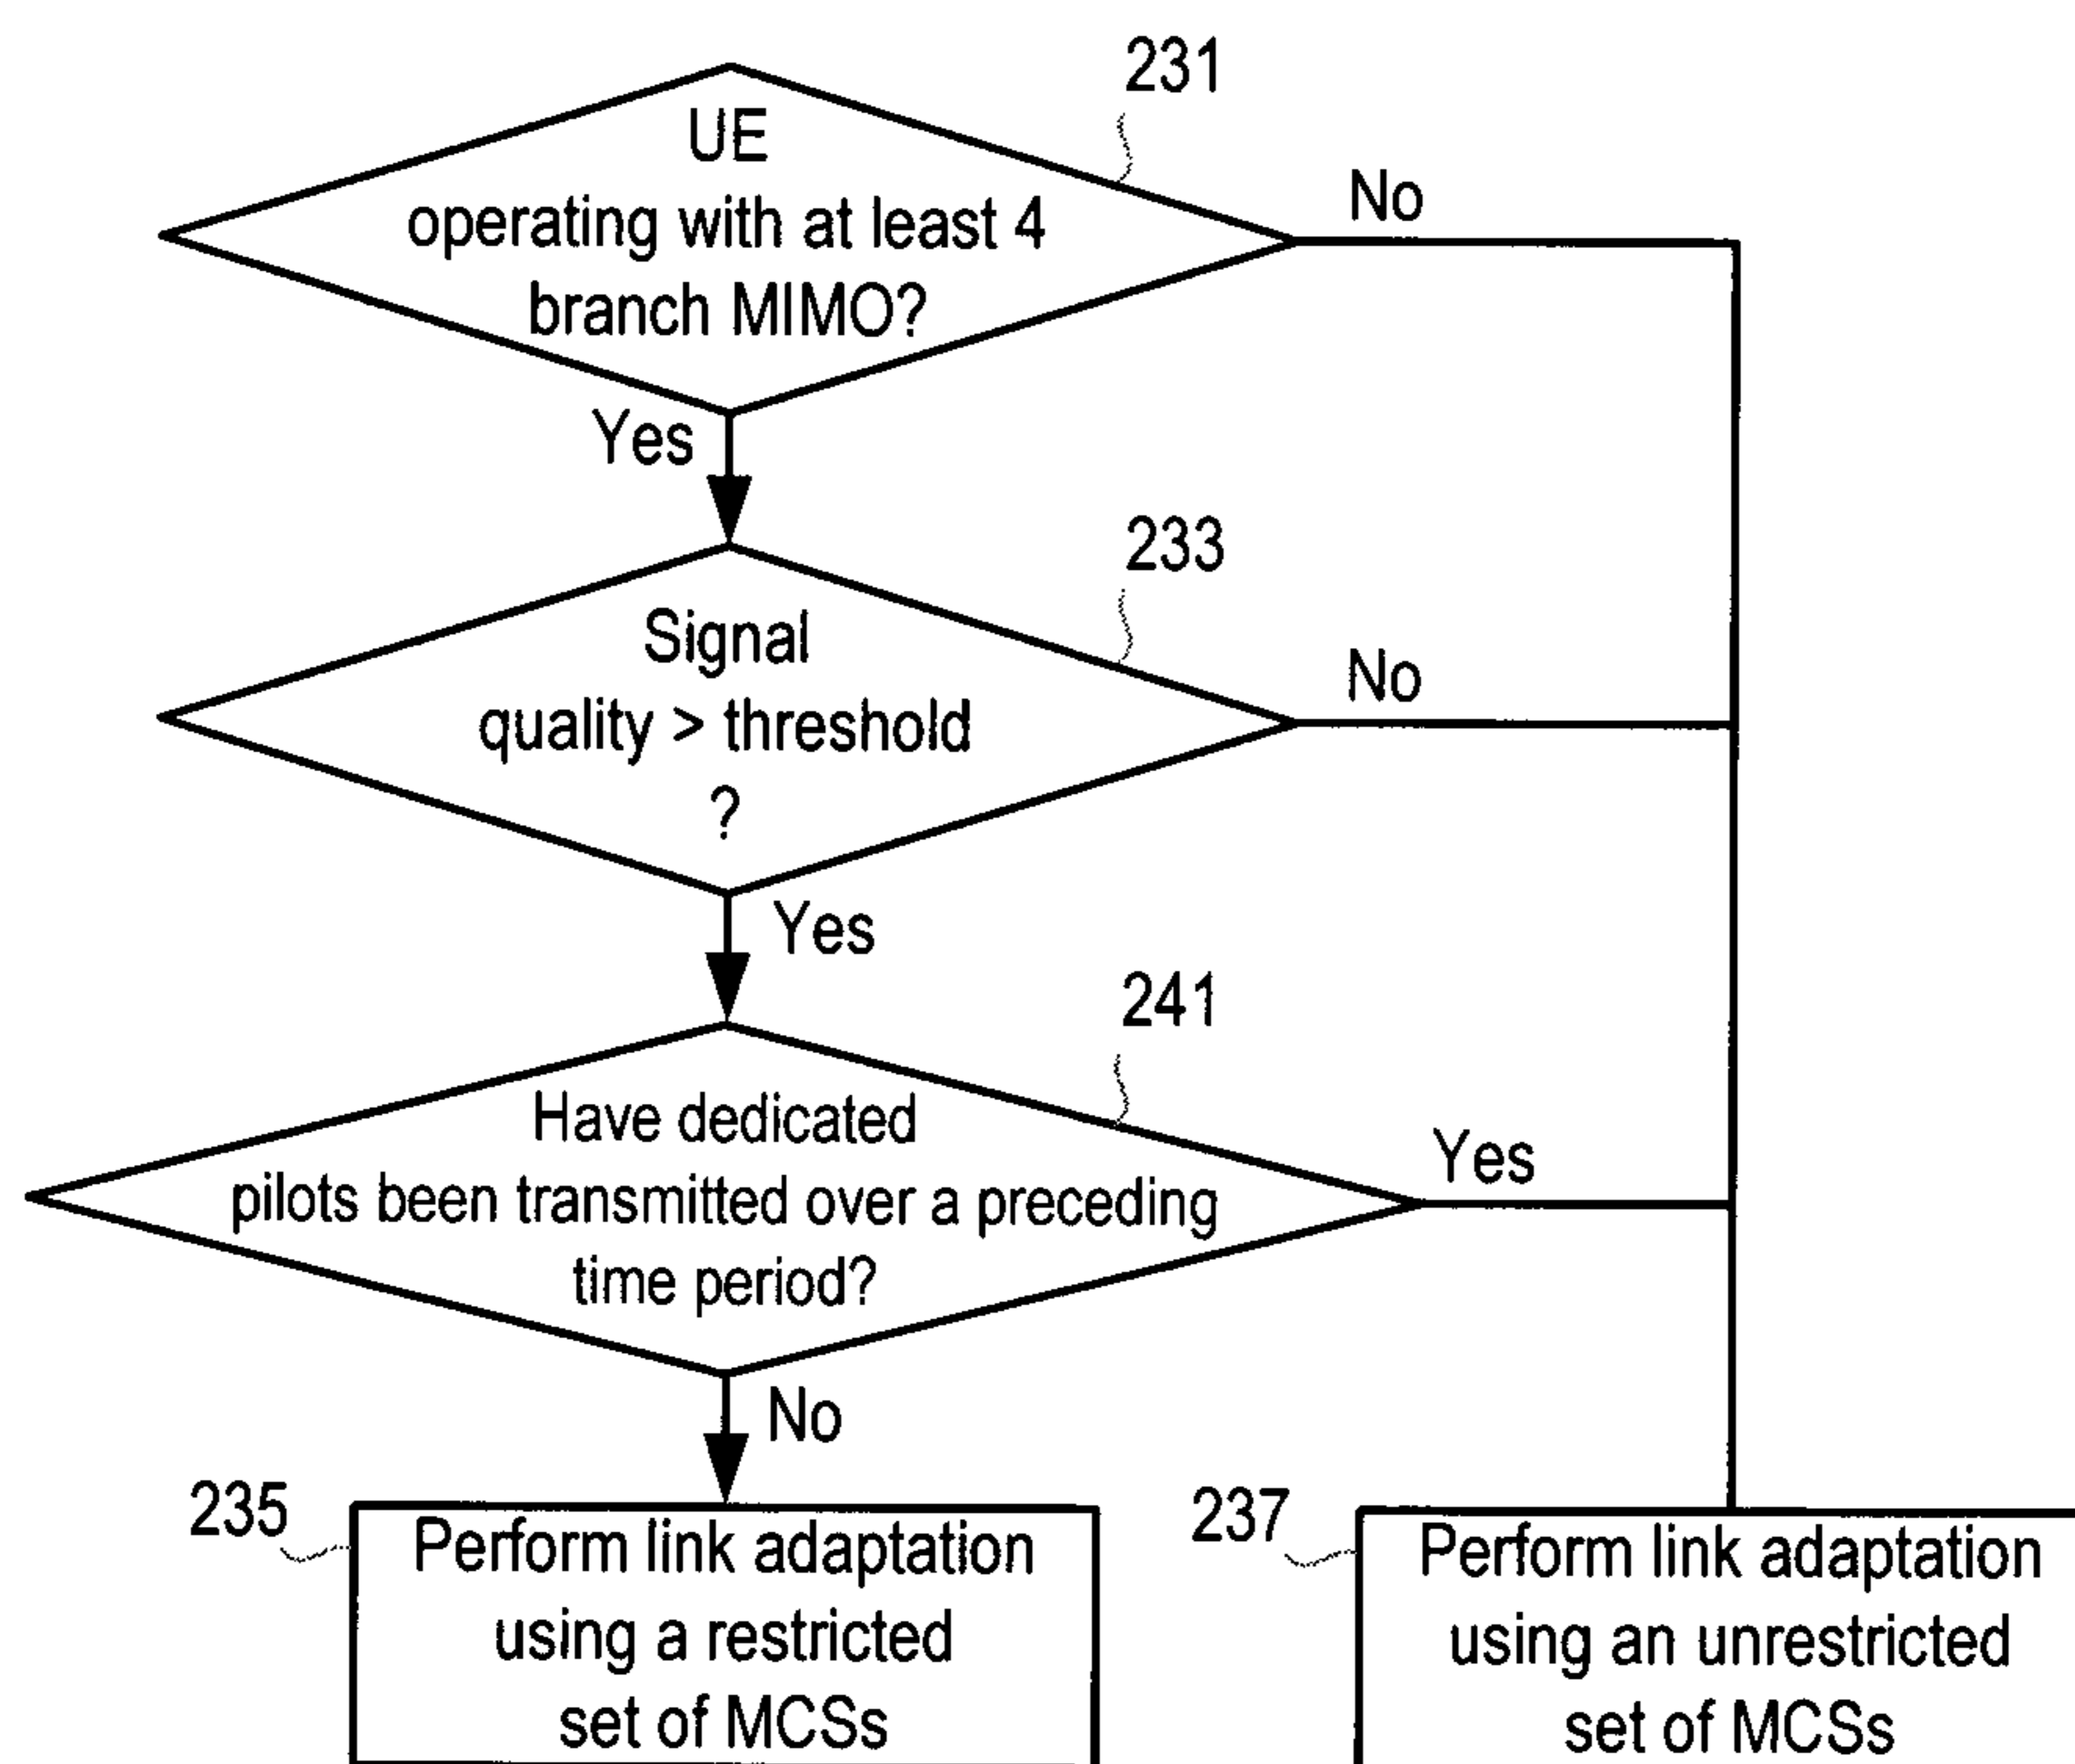 231
UE
operating with at least 4
branch MIMO?
No
Yes
233
Signal
quality > threshold
?
No
Yes
241
Have dedicated
pilots been transmitted over a preceding
time period?
Yes
No
235
Perform link adaptation
using a restricted
set of MCSs
237
Perform link adaptation
using an unrestricted
set of MCSs